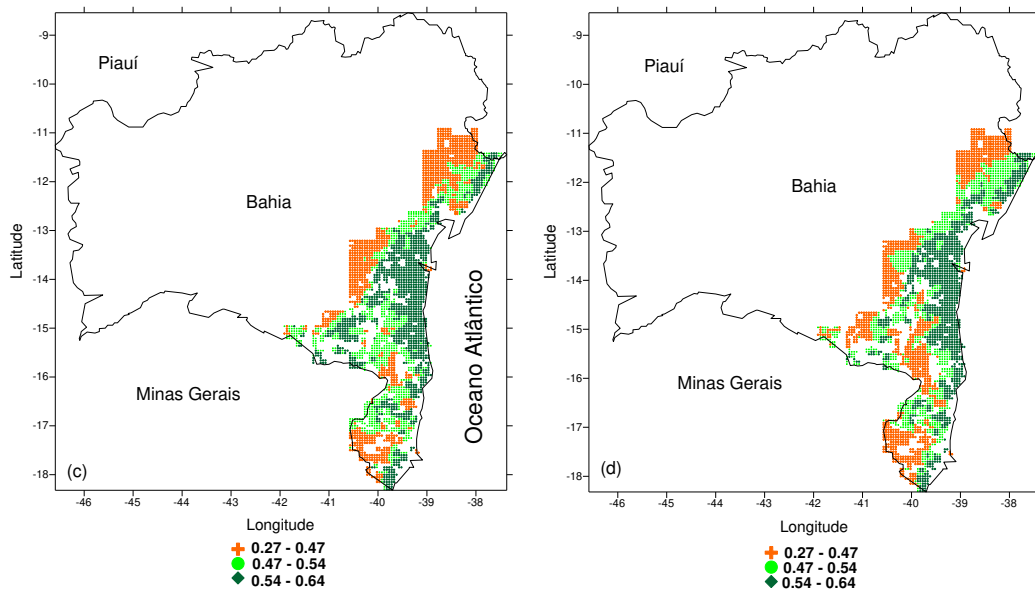 -9
-10
-11
-12
-13
-14
-15
-16
-17
-18
Latitude
Piauí
Bahia
Minas Gerais
Oceano Atlântico
(c)
-46 -45 -44 -43 -42 -41 -40 -39 -38
Longitude
0.27 - 0.47
0.47 - 0.54
0.54 - 0.64
-9
-10
-11
-12
-13
-14
-15
-16
-17
-18
Latitude
Piauí
Bahia
Minas Gerais
(d)
-46 -45 -44 -43 -42 -41 -40 -39 -38
Longitude
0.27 - 0.47
0.47 - 0.54
0.54 - 0.64